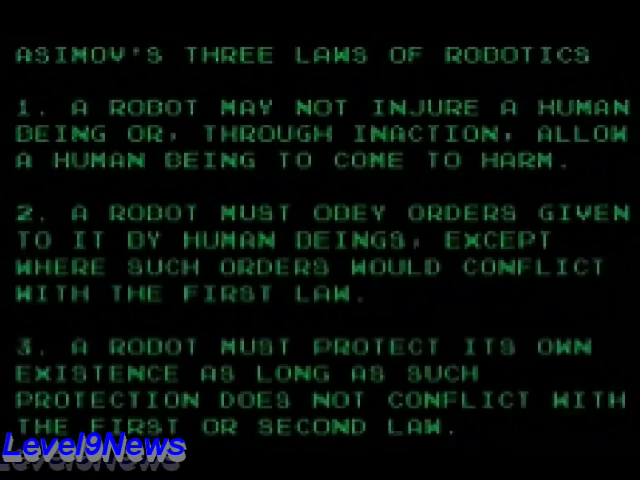 ASIMOV'S THREE LAWS OF ROBOTICS
1. A ROBOT MAY NOT INJURE A HUMAN
BEING OR, THROUGH INACTION, ALLOW
A HUMAN BEING TO COME TO HARM.
2. A ROBOT MUST OBEY ORDERS GIVEN
TO IT BY HUMAN BEINGS, EXCEPT
WHERE SUCH ORDERS WOULD CONFLICT
WITH THE FIRST LAW.
3. A ROBOT MUST PROTECT ITS OWN
EXISTENCE AS LONG AS SUCH
PROTECTION DOES NOT CONFLICT WITH
THE FIRST OR SECOND LAW.
Level9News